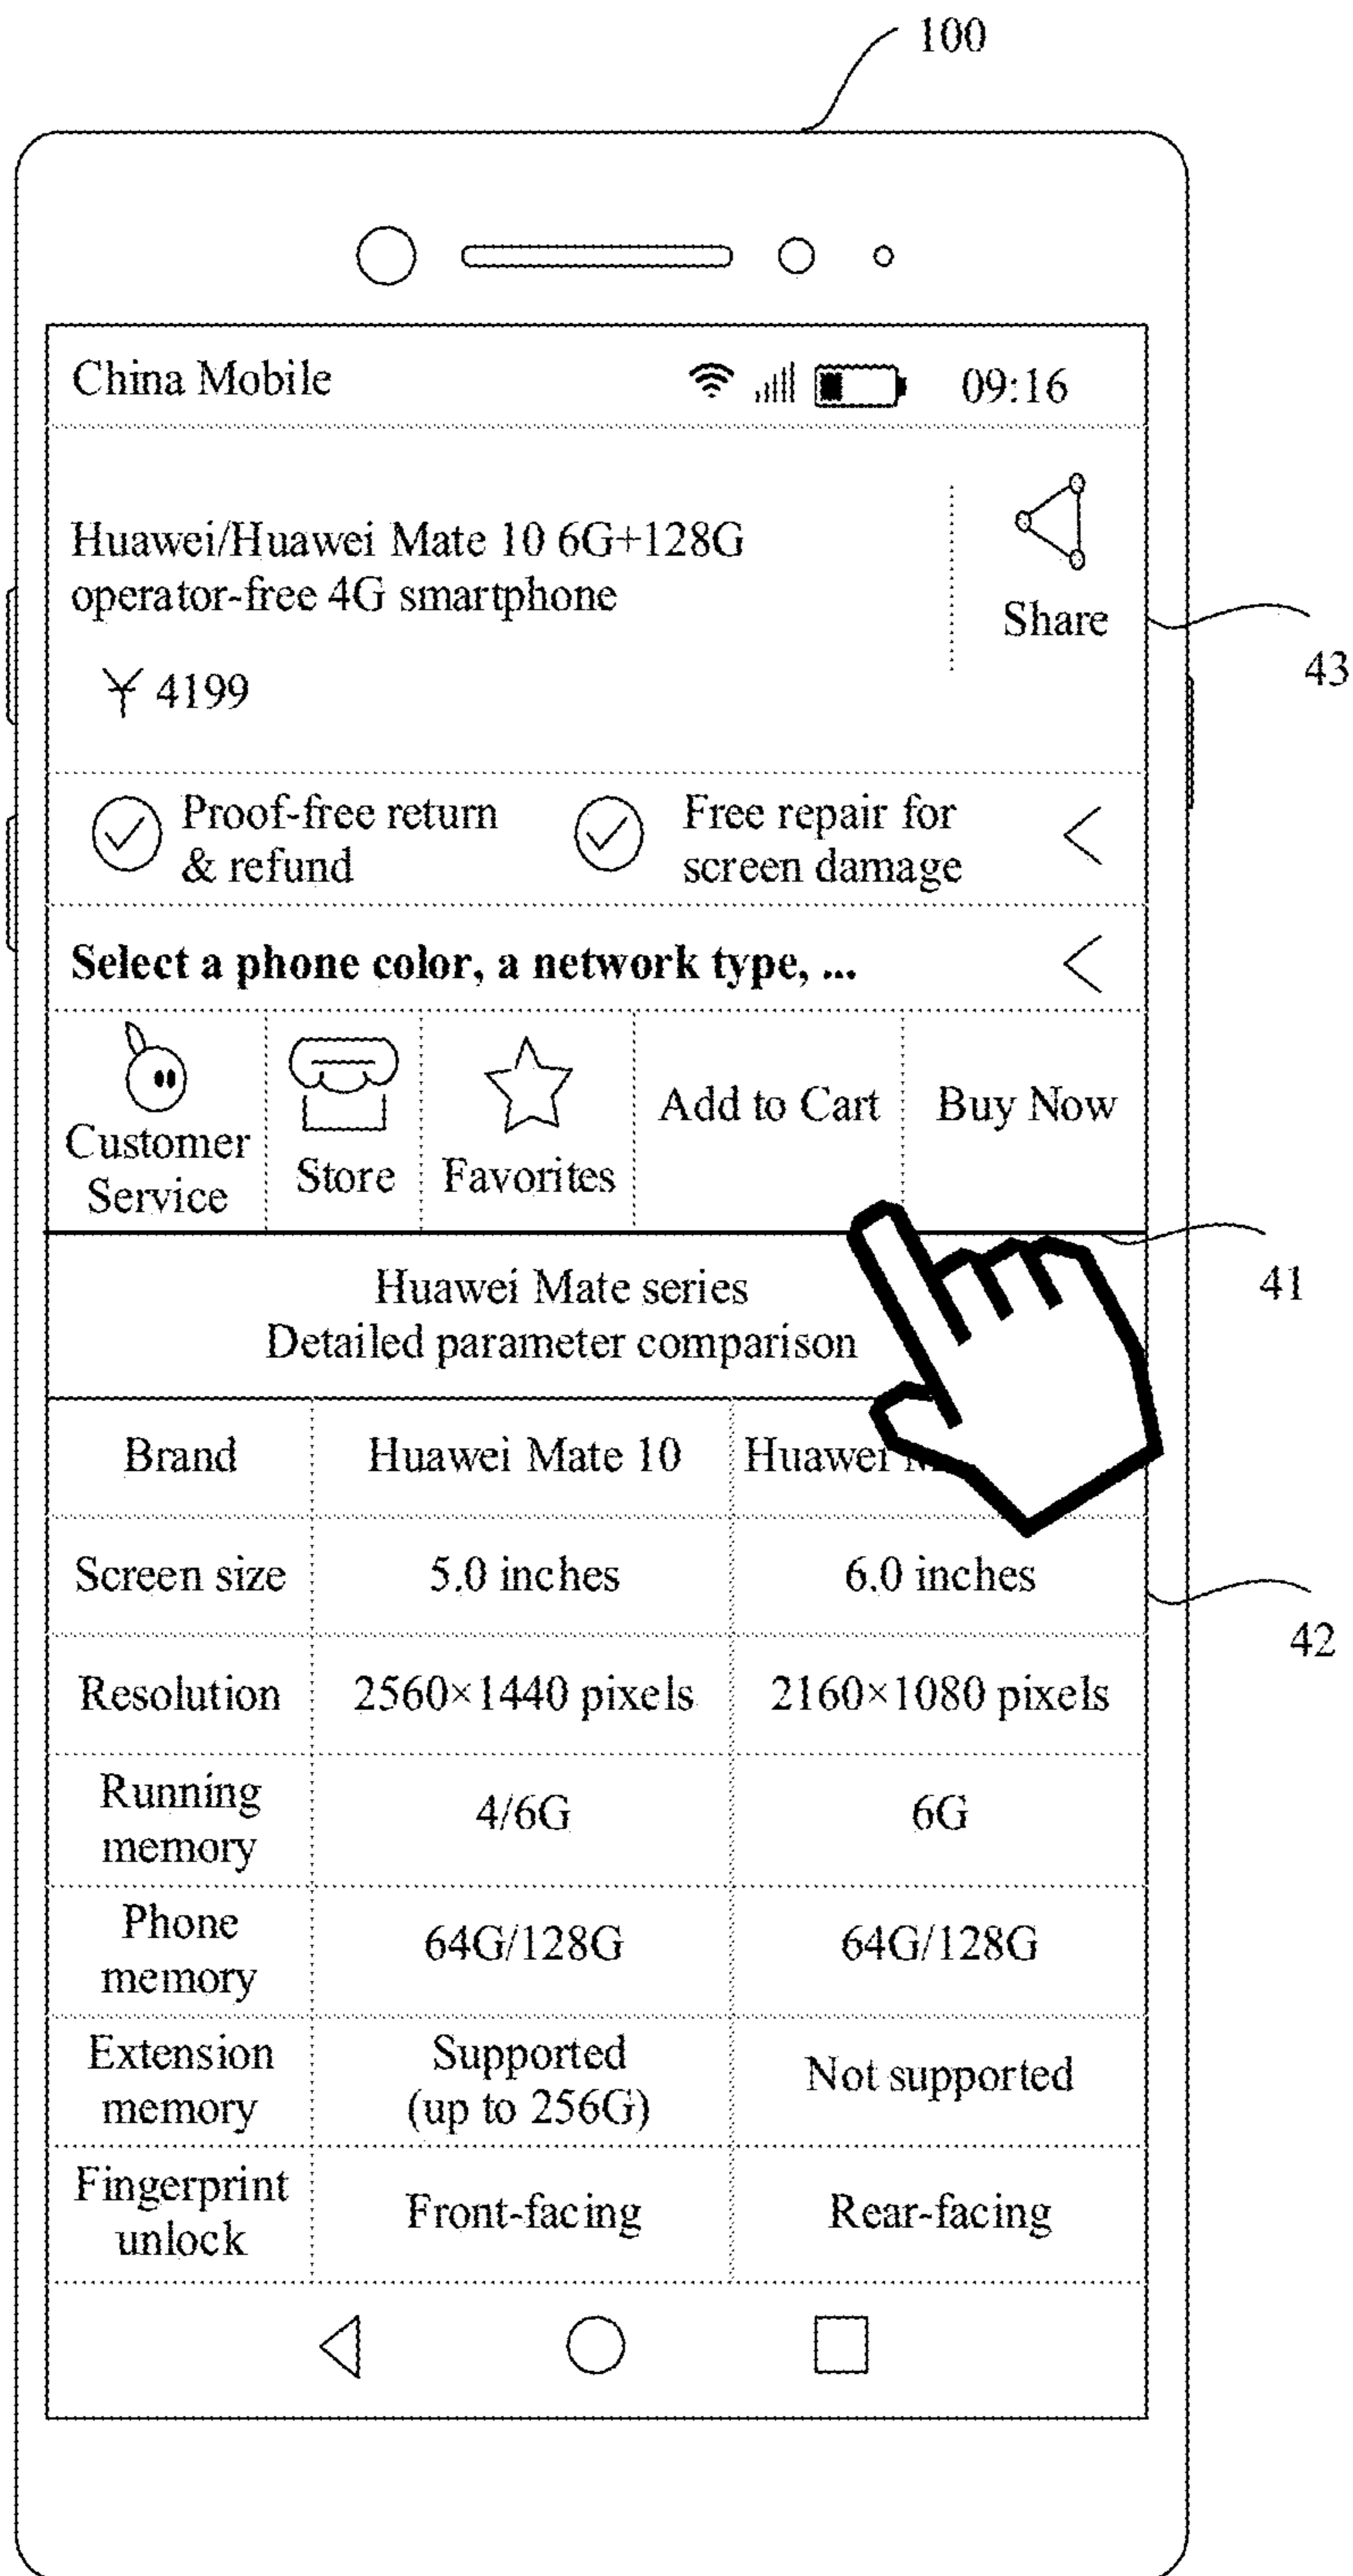 100
China Mobile 09:16
Huawei/Huawei Mate 10 6G+128G
operator-free 4G smartphone
Share
43
¥ 4199
Proof-free return
& refund
Free repair for
screen damage
Select a phone color, a network type, ...
Customer
Service
Store
Favorites
Add to Cart
Buy Now
41
Huawei Mate series
Detailed parameter comparison
Brand Huawei Mate 10 Huawei
Screen size 5.0 inches 6.0 inches
42
Resolution 2560×1440 pixels 2160×1080 pixels
Running
memory
4/6G 6G
Phone
memory
64G/128G 64G/128G
Extension
memory
Supported
(up to 256G)
Not supported
Fingerprint
unlock
Front-facing Rear-facing